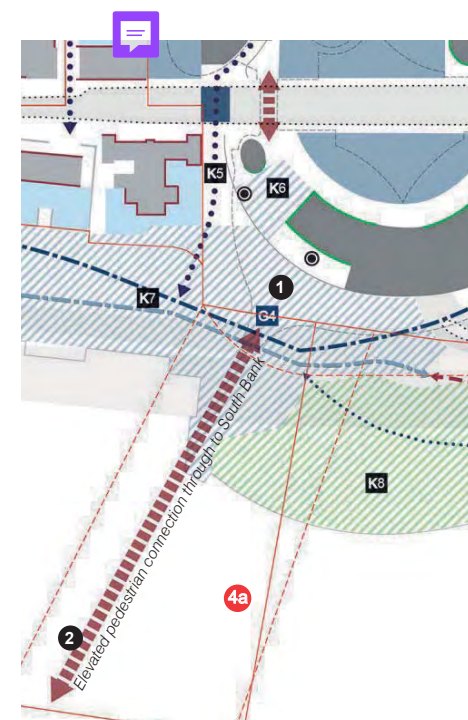 K5
K6
1
K7
G4
Elevated pedestrian connection through to South Bank
K8
4a
2